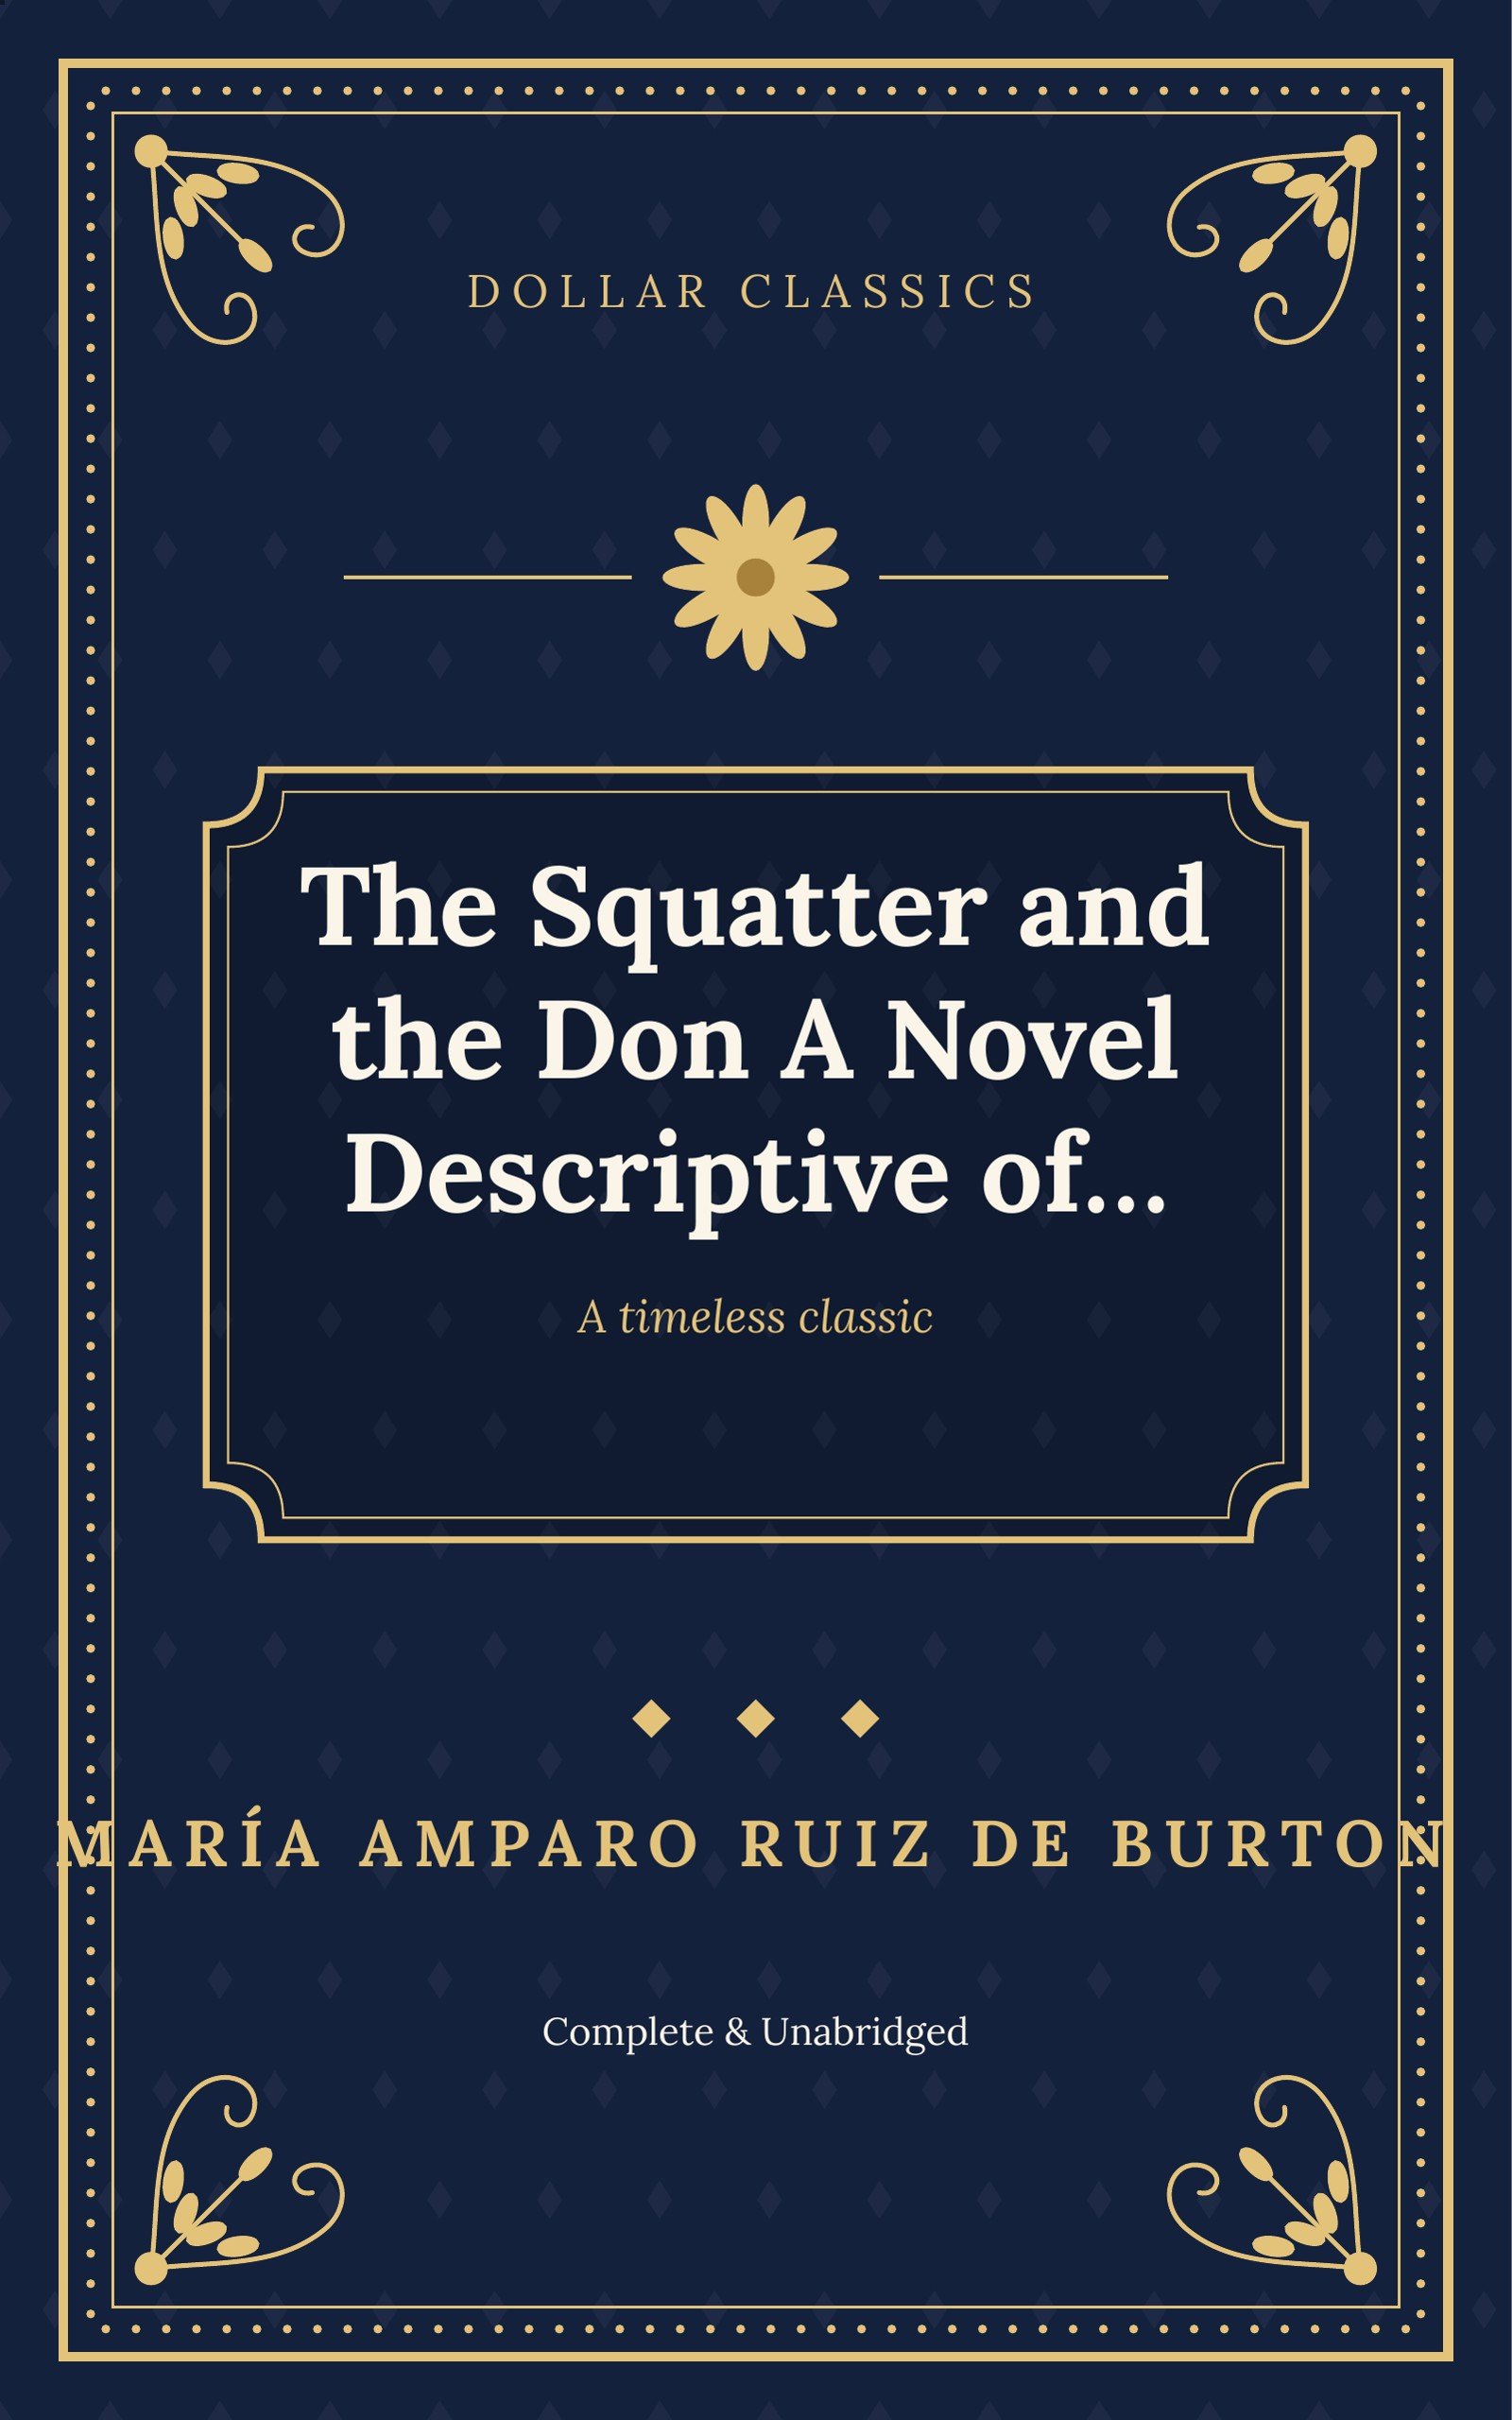 DOLLAR CLASSICS
The Squatter and
the Don A Novel
Descriptive of...
A timeless classic
MARÍA AMPARO RUIZ DE BURTON
Complete & Unabridged